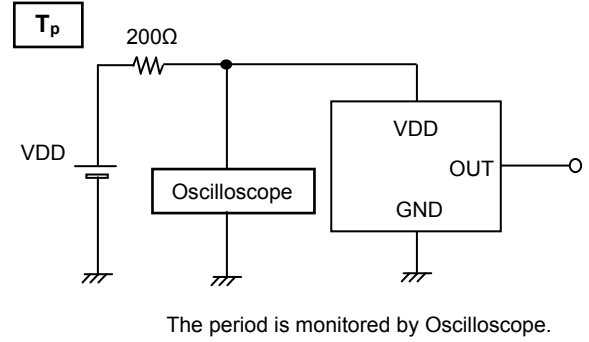 Tp
200Ω
VDD
VDD
OUT
Oscilloscope
GND
The period is monitored by Oscilloscope.